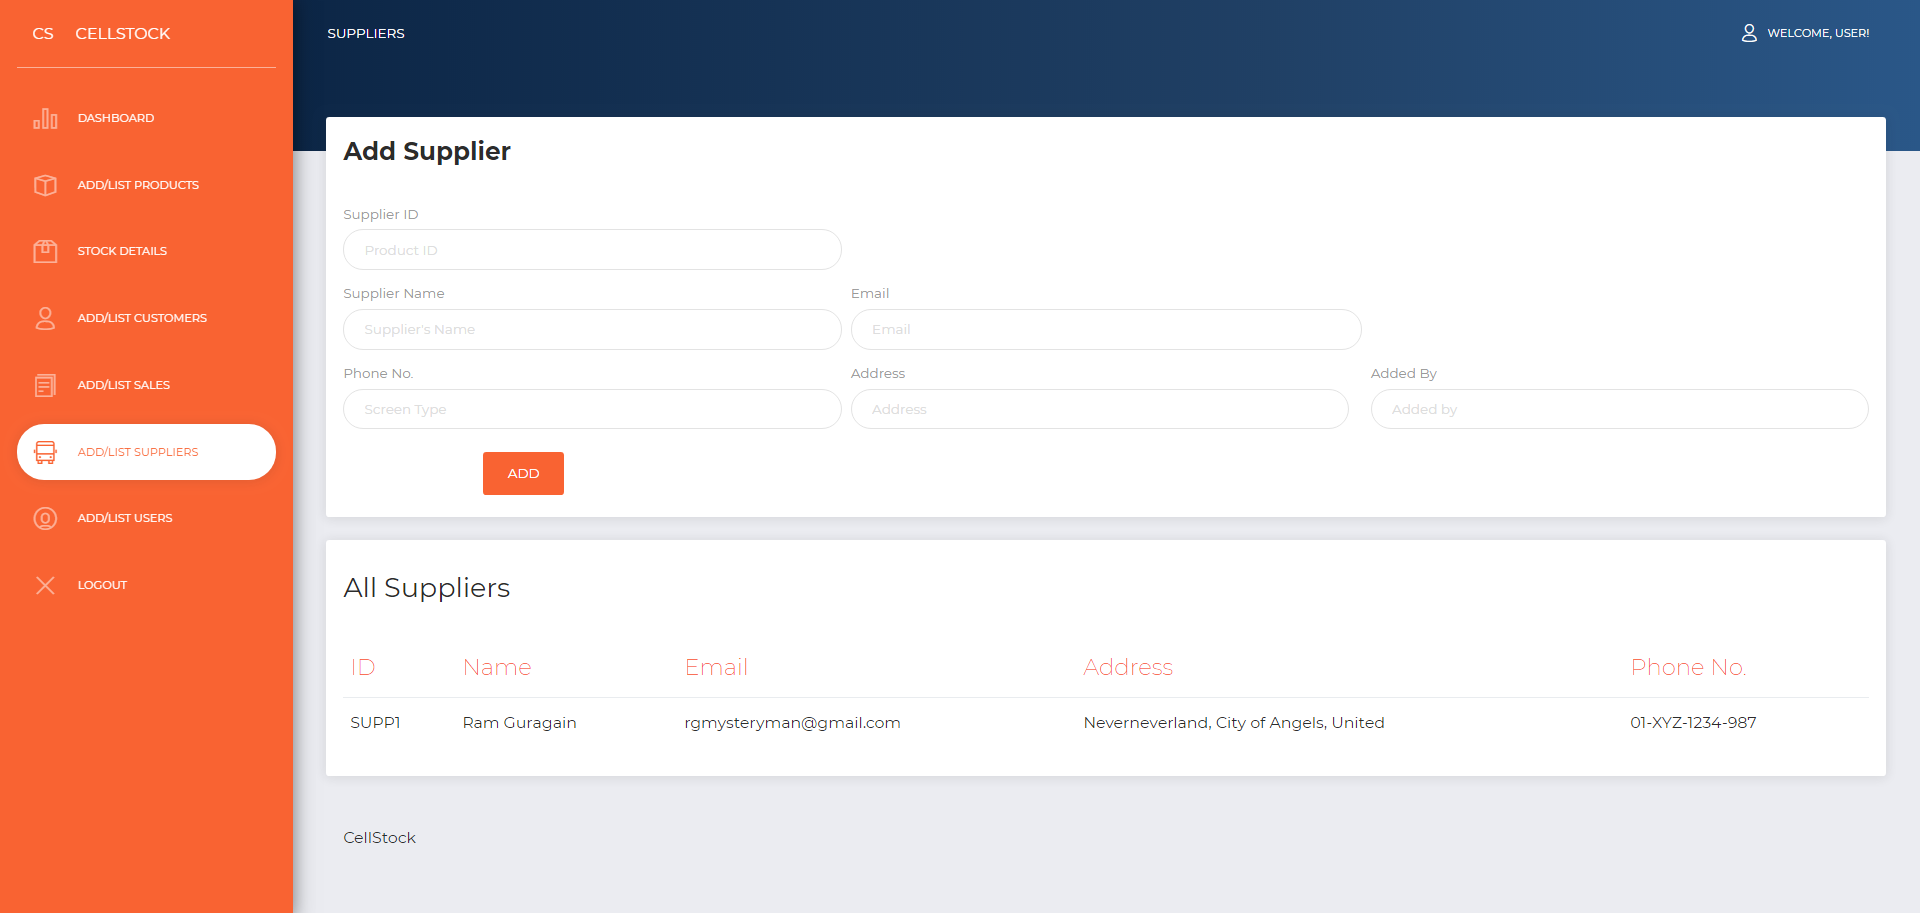 CS CELLSTOCK
DASHBOARD
ADD/LIST PRODUCTS
STOCK DETAILS
ADD/LIST CUSTOMERS
ADD/LIST SALES
ADD/LIST SUPPLIERS
ADD/LIST USERS
LOGOUT
SUPPLIERS
WELCOME, USER!
Add Supplier
Supplier ID
Product ID
Supplier Name Email
Supplier's Name Email
Phone No. Address Added By
Screen Type Address Added by
ADD
All Suppliers
ID Name Email Address Phone No.
SUPP1 Ram Guragain rgmysteryman@gmail.com Neverneverland, City of Angels, United 01-XYZ-1234-987
CellStock